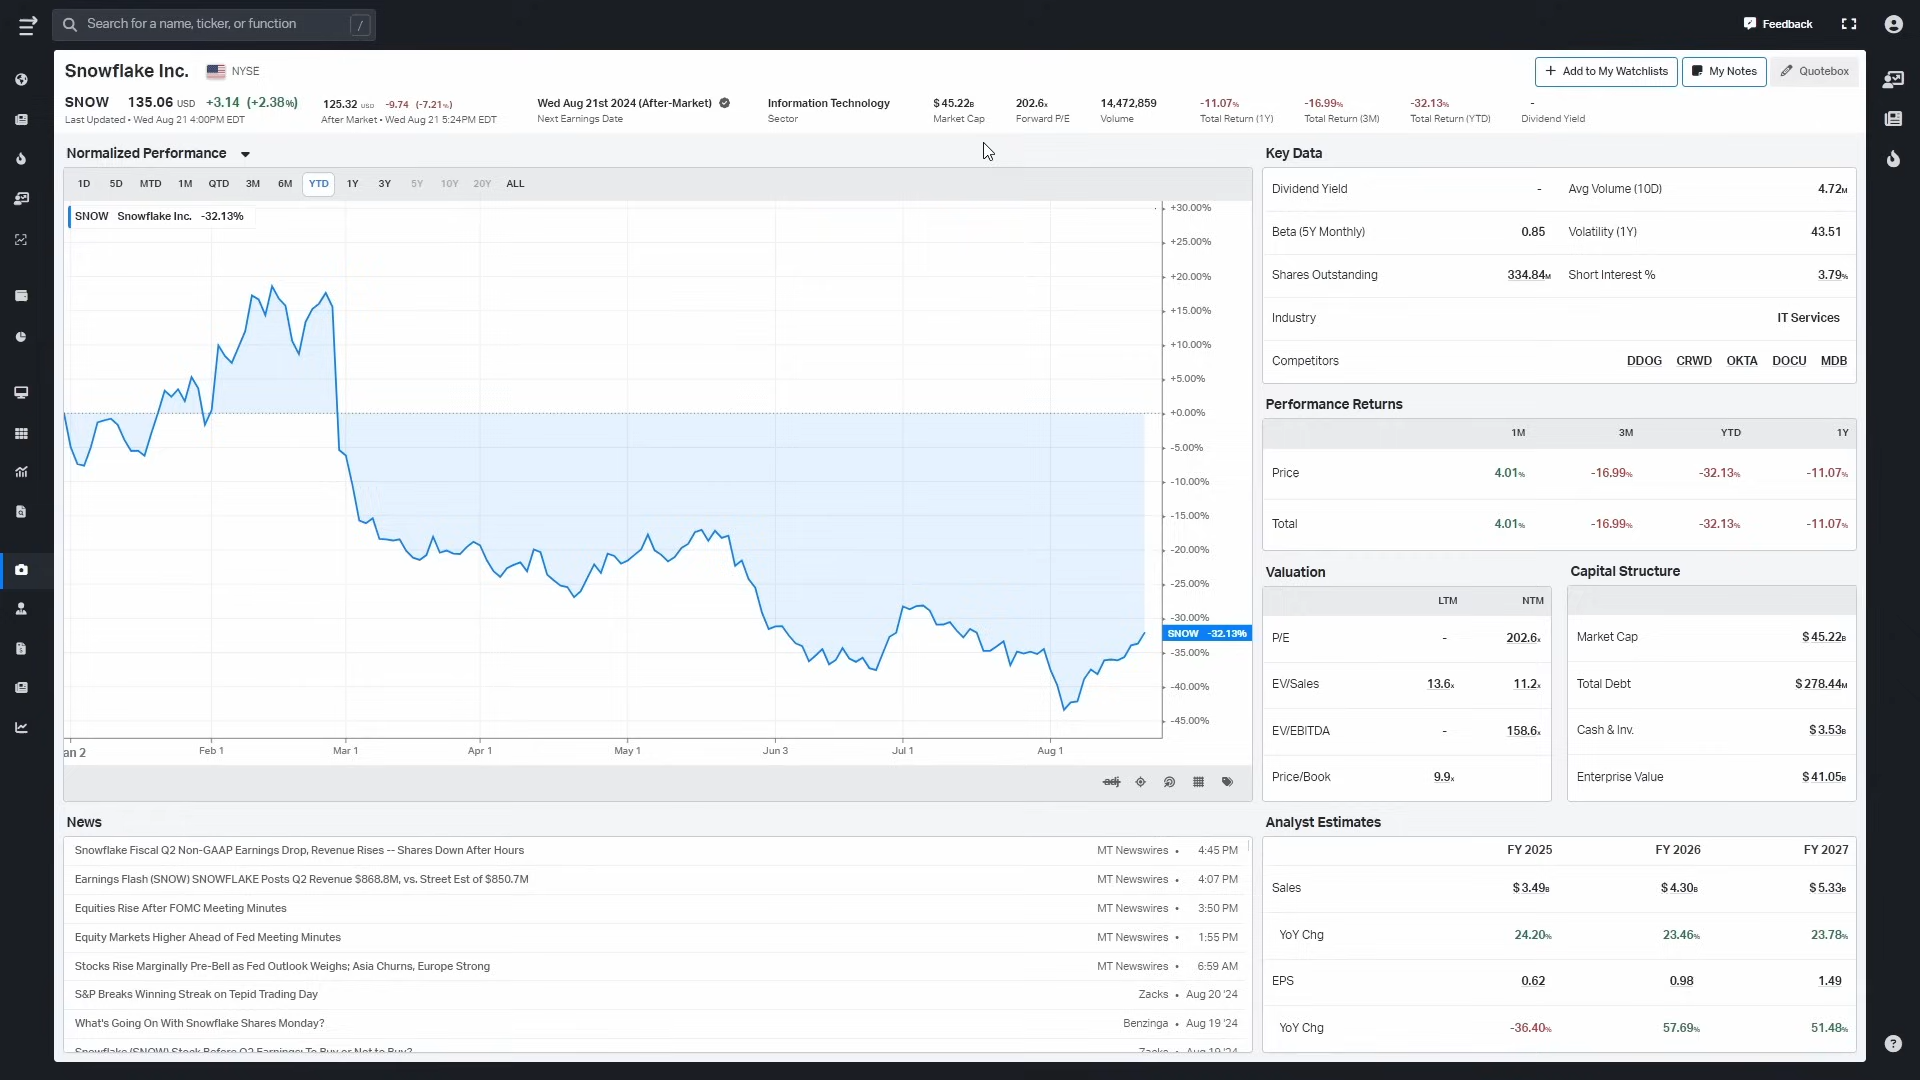 Search for a name, ticker, or function /
Feedback
Snowflake Inc. NYSE
Add to My Watchlists My Notes Quotebox
SNOW 135.06 USD +3.14 (+2.38%)
Last Updated • Wed Aug 21 4:00PM EDT
125.32 USD -9.74 (-7.21%)
After Market • Wed Aug 21 5:24PM EDT
Wed Aug 21st 2024 (After-Market)
Next Earnings Date
Information Technology
Sector
$45.22B
Market Cap
202.6x
Forward P/E
14,472,859
Volume
-11.07%
Total Return (1Y)
-16.99%
Total Return (3M)
-32.13%
Total Return (YTD)
-
Dividend Yield
Normalized Performance
1D 5D MTD 1M QTD 3M 6M YTD 1Y 3Y 5Y 10Y 20Y ALL
SNOW Snowflake Inc. -32.13%
+30.00%
+25.00%
+20.00%
+15.00%
+10.00%
+5.00%
+0.00%
-5.00%
-10.00%
-15.00%
-20.00%
-25.00%
-30.00%
SNOW -32.13%
-35.00%
-40.00%
-45.00%
an 2 Feb 1 Mar 1 Apr 1 May 1 Jun 3 Jul 1 Aug 1
adj
Key Data
Dividend Yield - Avg Volume (10D) 4.72M
Beta (5Y Monthly) 0.85 Volatility (1Y) 43.51
Shares Outstanding 334.84M Short Interest % 3.79%
Industry IT Services
Competitors DDOG CRWD OKTA DOCU MDB
Performance Returns
1M 3M YTD 1Y
Price 4.01% -16.99% -32.13% -11.07%
Total 4.01% -16.99% -32.13% -11.07%
Valuation
LTM NTM
P/E - 202.6x
EV/Sales 13.6x 11.2x
EV/EBITDA - 158.6x
Price/Book 9.9x
Capital Structure
Market Cap $45.22B
Total Debt $278.44M
Cash & Inv. $3.53B
Enterprise Value $41.05B
News
Snowflake Fiscal Q2 Non-GAAP Earnings Drop, Revenue Rises -- Shares Down After Hours MT Newswires • 4:45 PM
Earnings Flash (SNOW) SNOWFLAKE Posts Q2 Revenue $868.8M, vs. Street Est of $850.7M MT Newswires • 4:07 PM
Equities Rise After FOMC Meeting Minutes MT Newswires • 3:50 PM
Equity Markets Higher Ahead of Fed Meeting Minutes MT Newswires • 1:55 PM
Stocks Rise Marginally Pre-Bell as Fed Outlook Weighs; Asia Churns, Europe Strong MT Newswires • 6:59 AM
S&P Breaks Winning Streak on Tepid Trading Day Zacks • Aug 20 '24
What's Going On With Snowflake Shares Monday? Benzinga • Aug 19 '24
Snowflake (SNOW) Stock Before Q2 Earnings: To Buy or Not to Buy? Zacks • Aug 19 '24
Analyst Estimates
FY 2025 FY 2026 FY 2027
Sales $3.49B $4.30B $5.33B
YoY Chg 24.20% 23.46% 23.78%
EPS 0.62 0.98 1.49
YoY Chg -36.40% 57.69% 51.48%